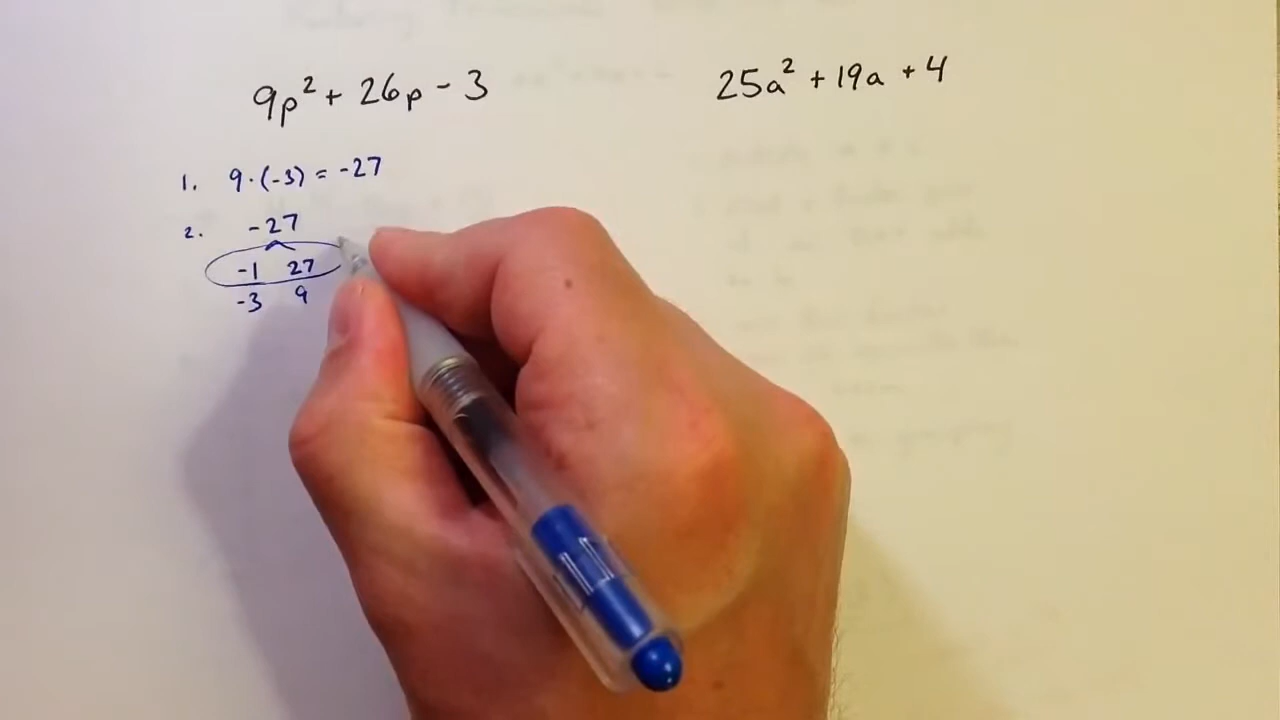 9p² + 26p - 3
25a² + 19a + 4
1. 9·(-3) = -27
2. -27
-1 27
-3 9